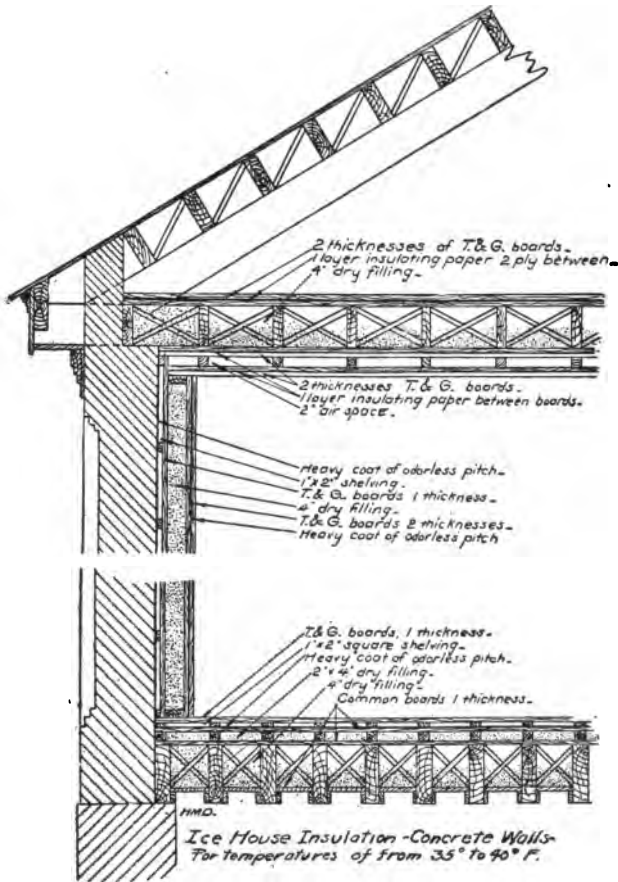 2 thicknesses of T. & G. boards.
1 layer insulating paper 2 ply between
4" dry filling.
2 thicknesses T. & G. boards.
1 layer insulating paper between boards.
2" air space.
Heavy coat of odorless pitch.
1"x2" shelving.
T. & G. boards 1 thickness.
4" dry filling.
T. & G. boards 2 thicknesses.
Heavy coat of odorless pitch
T. & G. boards, 1 thickness.
1"x2" square shelving.
Heavy coat of odorless pitch.
2"x4" dry filling.
4" dry filling.
Common boards 1 thickness.
H.M.D.
Ice House Insulation - Concrete Walls-
For temperatures of from 35° to 40° F.